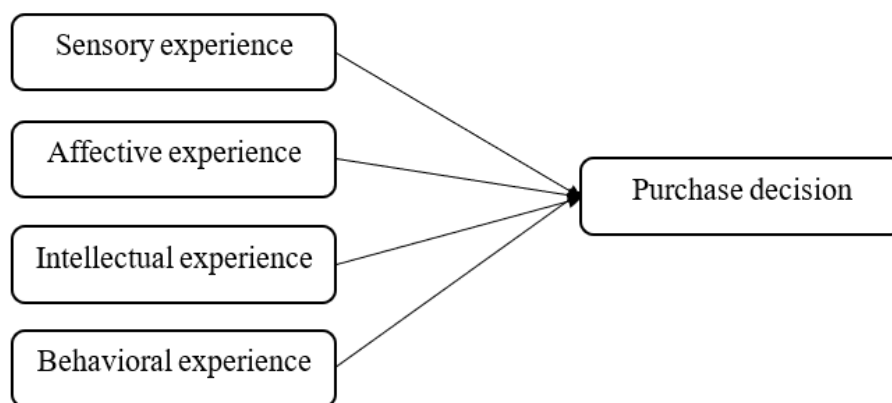 Sensory experience
Affective experience
Intellectual experience
Behavioral experience
Purchase decision